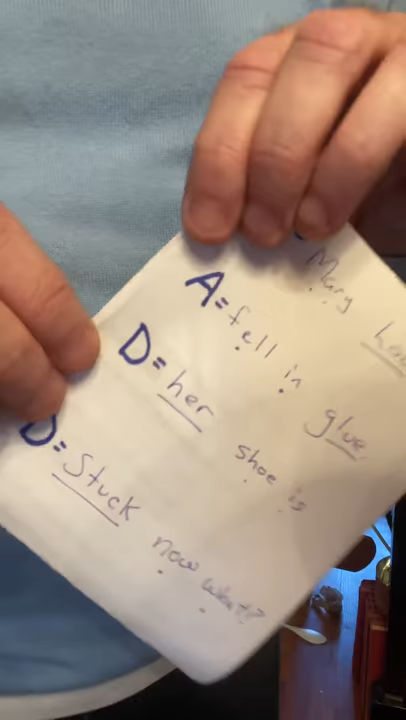 Mary
A= fell in glue
D= her shoe is
D= Stuck now what?